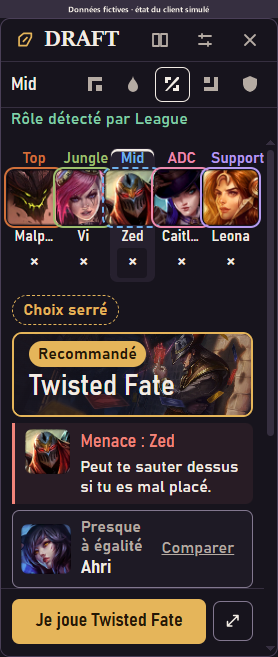 Données fictives · état du client simulé
DRAFT
Mid
Rôle détecté par League
Top Jungle Mid ADC Support
Malp... Vi Zed Caitl... Leona
× × × × ×
Choix serré
Recommandé
Twisted Fate
Menace : Zed
Peut te sauter dessus
si tu es mal placé.
Presque
à égalité
Ahri
Comparer
Je joue Twisted Fate